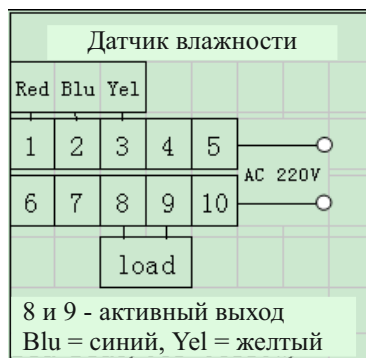 Датчик влажности
Red Blu Yel
1 2 3 4 5
AC 220V
6 7 8 9 10
load
8 и 9 - активный выход
Blu = синий, Yel = желтый